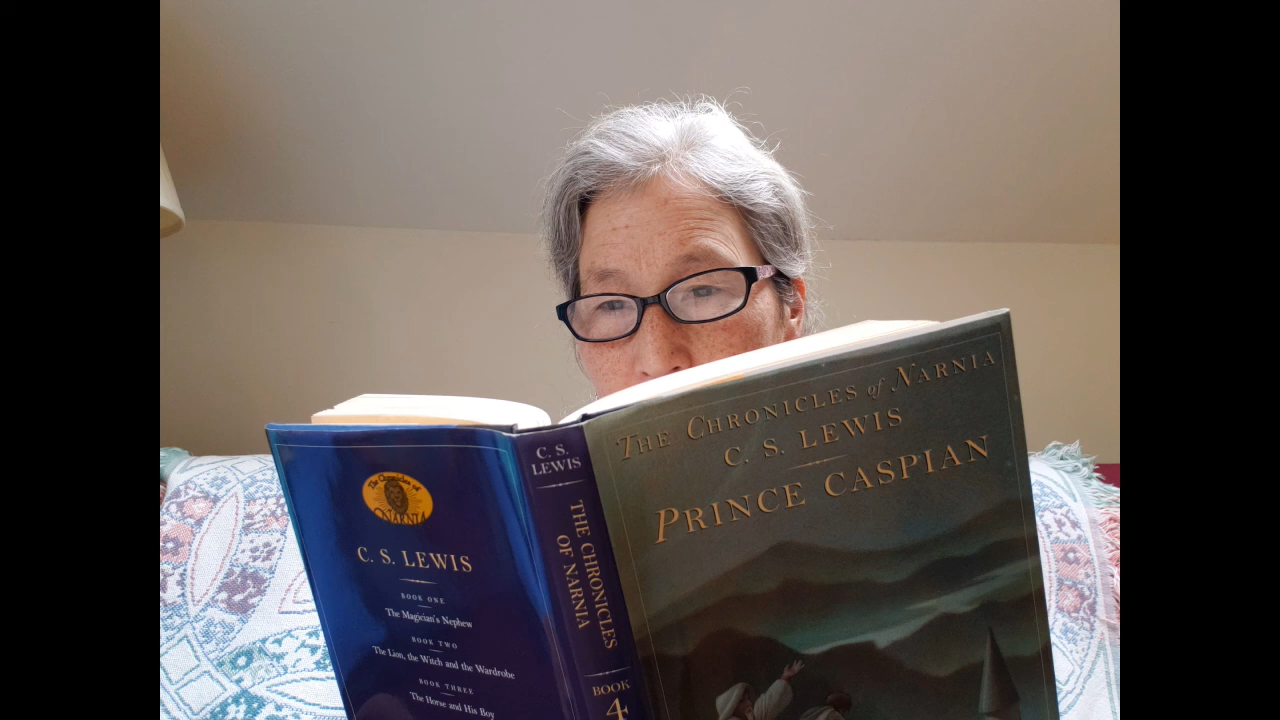 The Chronicles of
NARNIA
C. S. LEWIS
BOOK ONE
The Magician's Nephew
BOOK TWO
The Lion, the Witch and the Wardrobe
BOOK THREE
The Horse and His Boy
C. S.
LEWIS
THE CHRONICLES
OF NARNIA
BOOK
4
THE CHRONICLES of NARNIA
C. S. LEWIS
PRINCE CASPIAN